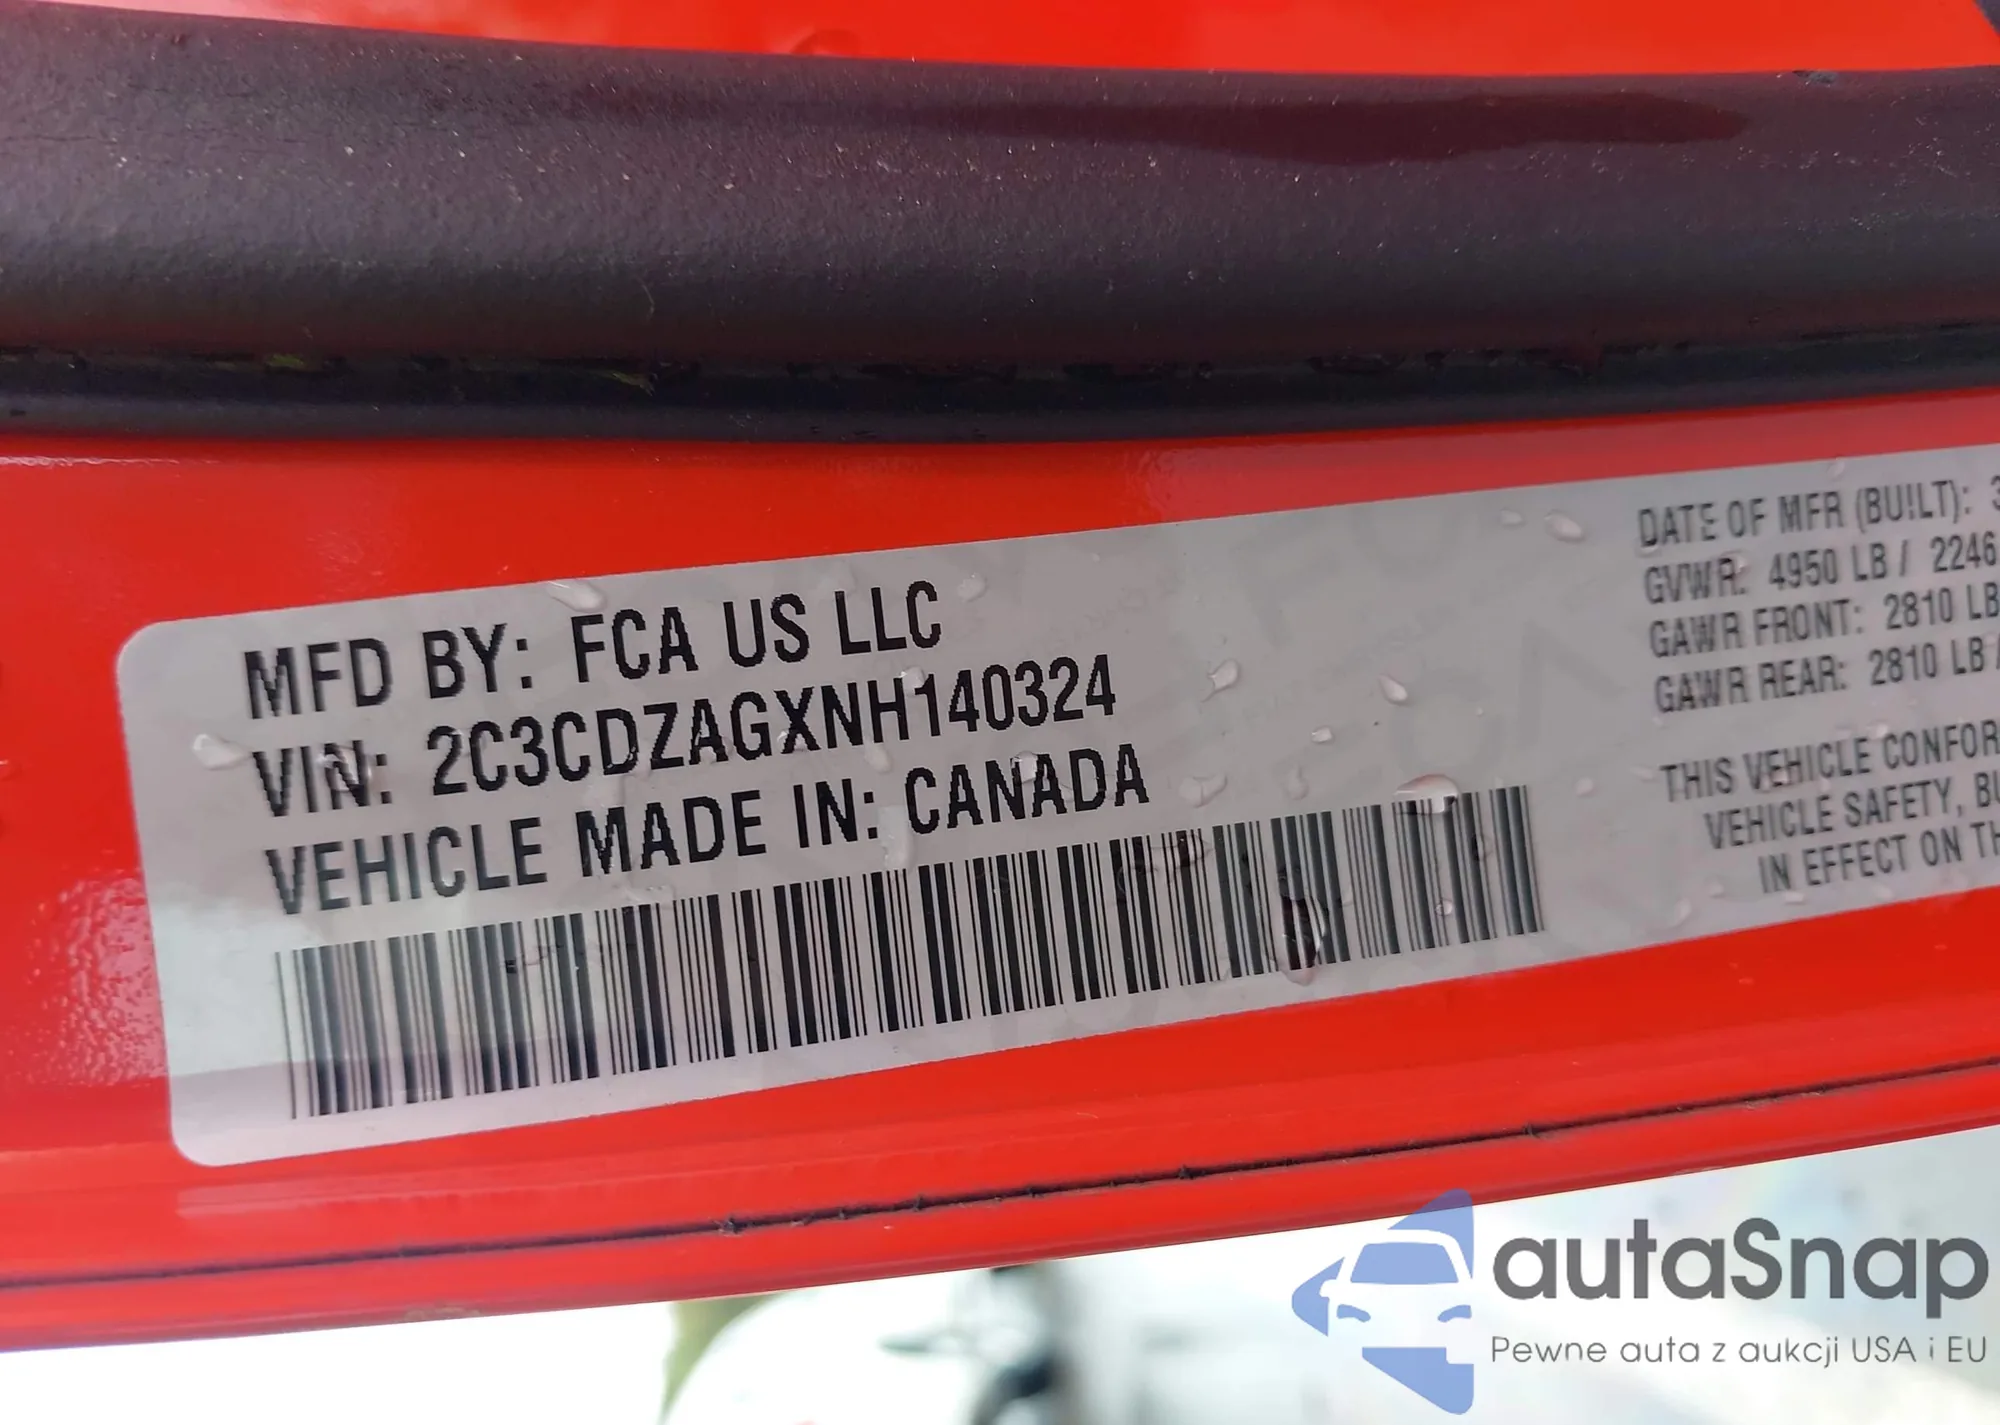 MFD BY: FCA US LLC
VIN: 2C3CDZAGXNH140324
VEHICLE MADE IN: CANADA
DATE OF MFR (BUILT): 3
GVWR: 4950 LB / 2246
GAWR FRONT: 2810 LB
GAWR REAR: 2810 LB /
THIS VEHICLE CONFOR
VEHICLE SAFETY, BU
IN EFFECT ON TH
autaSnap
Pewne auta z aukcji USA i EU